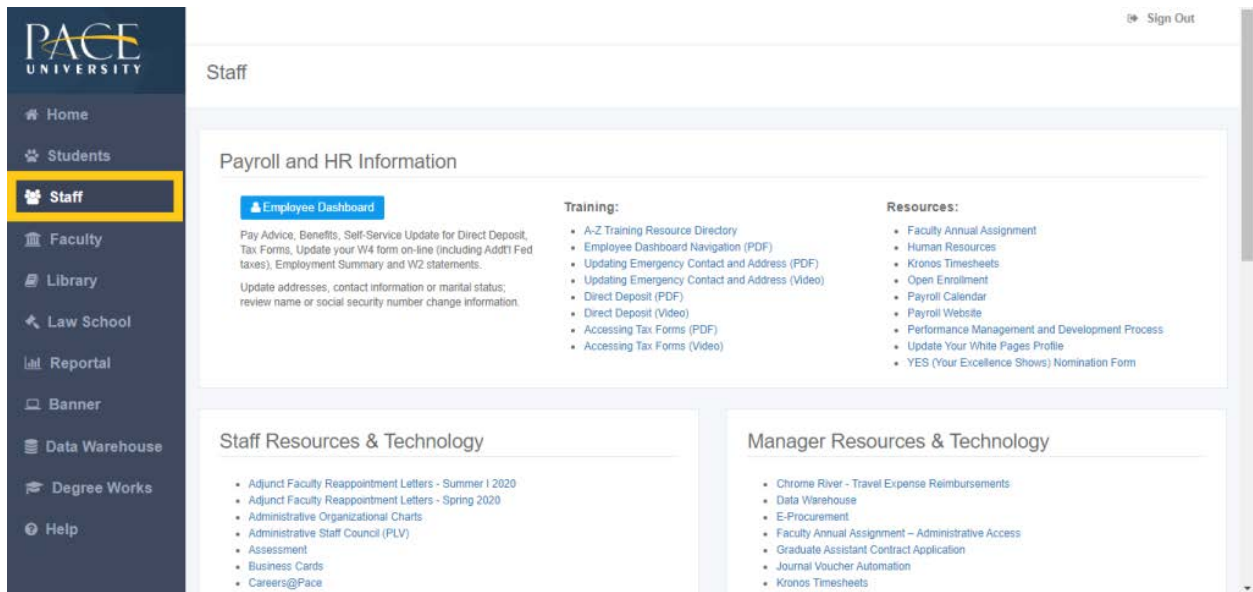 PACE
UNIVERSITY
Sign Out
Staff
Home
Students
Staff
Faculty
Library
Law School
Reportal
Banner
Data Warehouse
Degree Works
Help
Payroll and HR Information
Employee Dashboard
Pay Advice, Benefits, Self-Service Update for Direct Deposit,
Tax Forms, Update your W4 form on-line (including Addt'l Fed
taxes), Employment Summary and W2 statements.
Update addresses, contact information or marital status;
review name or social security number change information.
Training:
A-Z Training Resource Directory
Employee Dashboard Navigation (PDF)
Updating Emergency Contact and Address (PDF)
Updating Emergency Contact and Address (Video)
Direct Deposit (PDF)
Direct Deposit (Video)
Accessing Tax Forms (PDF)
Accessing Tax Forms (Video)
Resources:
Faculty Annual Assignment
Human Resources
Kronos Timesheets
Open Enrollment
Payroll Calendar
Payroll Website
Performance Management and Development Process
Update Your White Pages Profile
YES (Your Excellence Shows) Nomination Form
Staff Resources & Technology
Adjunct Faculty Reappointment Letters - Summer I 2020
Adjunct Faculty Reappointment Letters - Spring 2020
Administrative Organizational Charts
Administrative Staff Council (PLV)
Assessment
Business Cards
Careers@Pace
Manager Resources & Technology
Chrome River - Travel Expense Reimbursements
Data Warehouse
E-Procurement
Faculty Annual Assignment – Administrative Access
Graduate Assistant Contract Application
Journal Voucher Automation
Kronos Timesheets